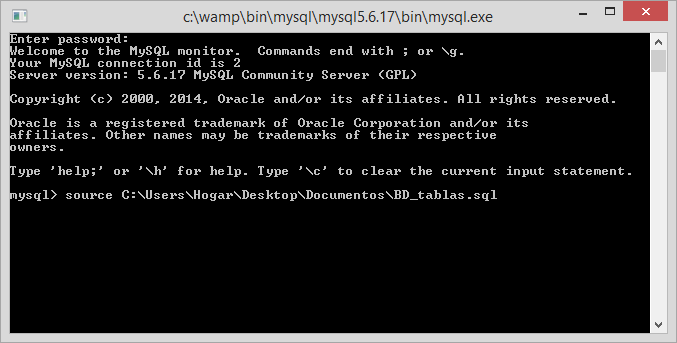 c:\wamp\bin\mysql\mysql5.6.17\bin\mysql.exe
Enter password:
Welcome to the MySQL monitor.  Commands end with ; or \g.
Your MySQL connection id is 2
Server version: 5.6.17 MySQL Community Server (GPL)
Copyright (c) 2000, 2014, Oracle and/or its affiliates. All rights reserved.
Oracle is a registered trademark of Oracle Corporation and/or its
affiliates. Other names may be trademarks of their respective
owners.
Type 'help;' or '\h' for help. Type '\c' to clear the current input statement.
mysql> source C:\Users\Hogar\Desktop\Documentos\BD_tablas.sql